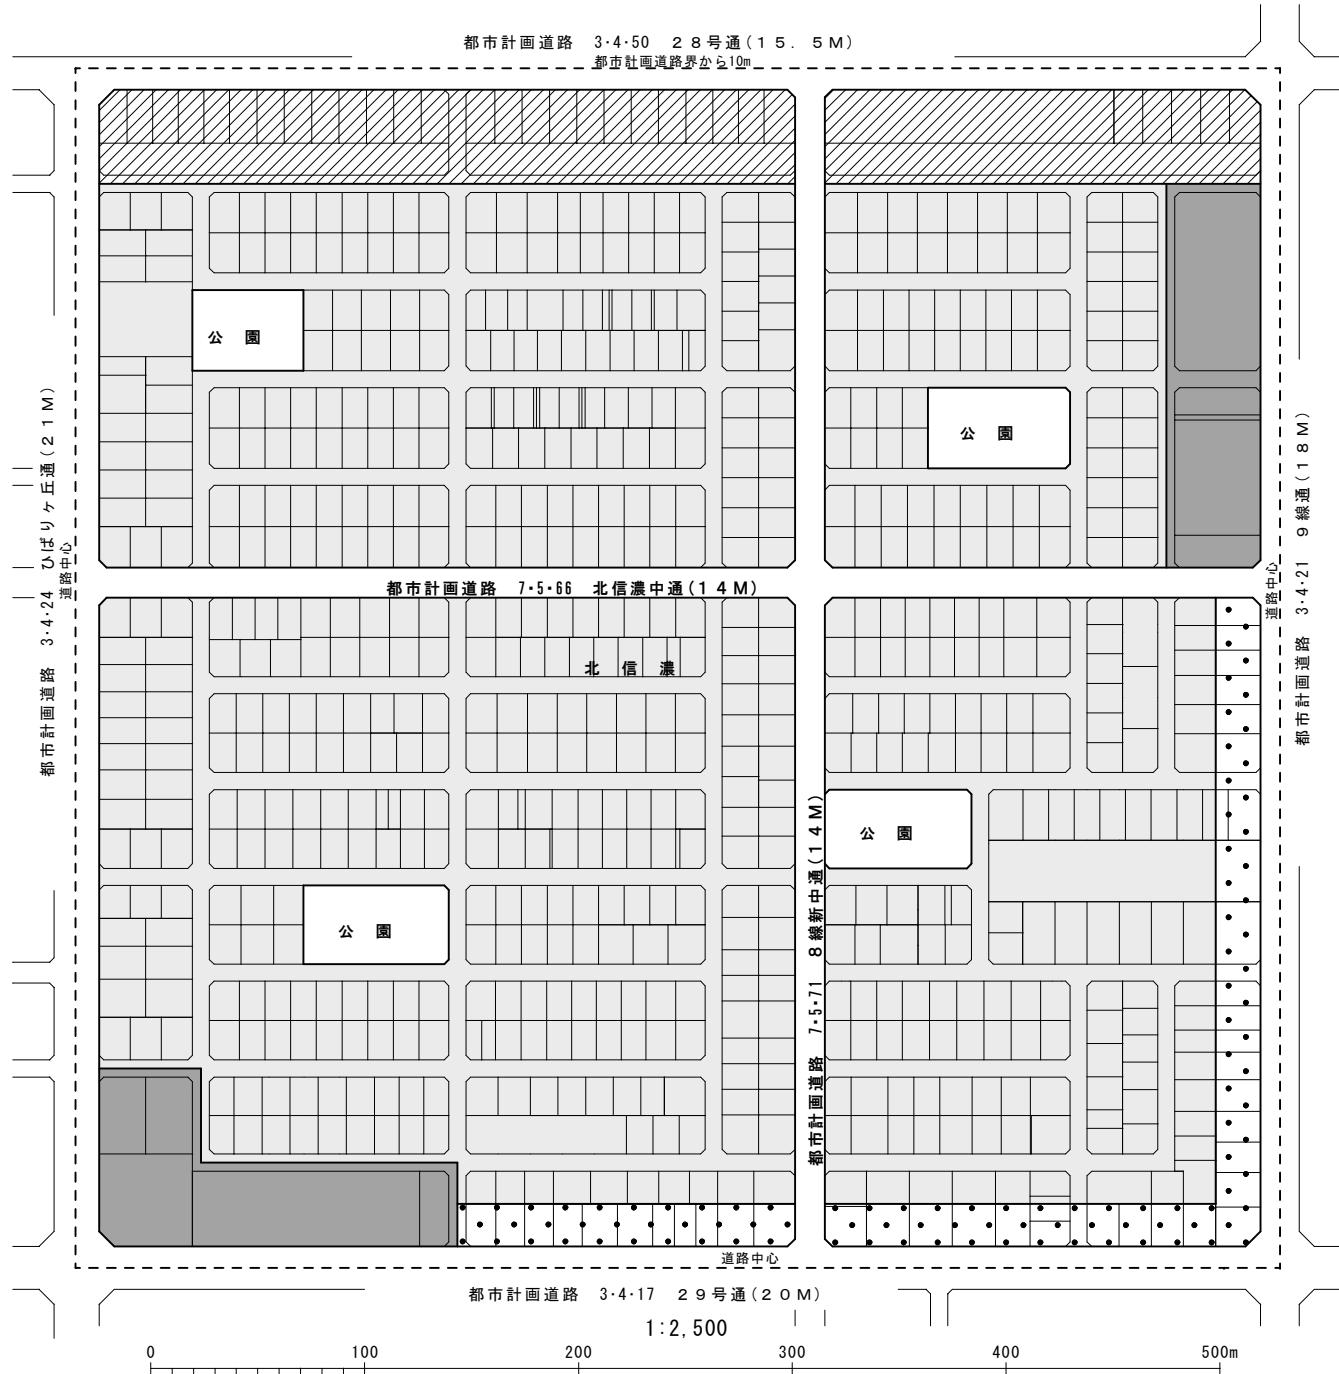 都市計画道路 3・4・50 28号通(15．5M)
都市計画道路界から10m
公園
公園
都市計画道路 3・4・24 ひばりヶ丘通(21M)
道路中心
都市計画道路 3・4・21 9線通(18M)
道路中心
都市計画道路 7・5・66 北信濃中通(14M)
北信濃
公園
都市計画道路 7・5・71 8線新中通(14M)
公園
道路中心
都市計画道路 3・4・17 29号通(20M)
1:2,500
0 100 200 300 400 500m